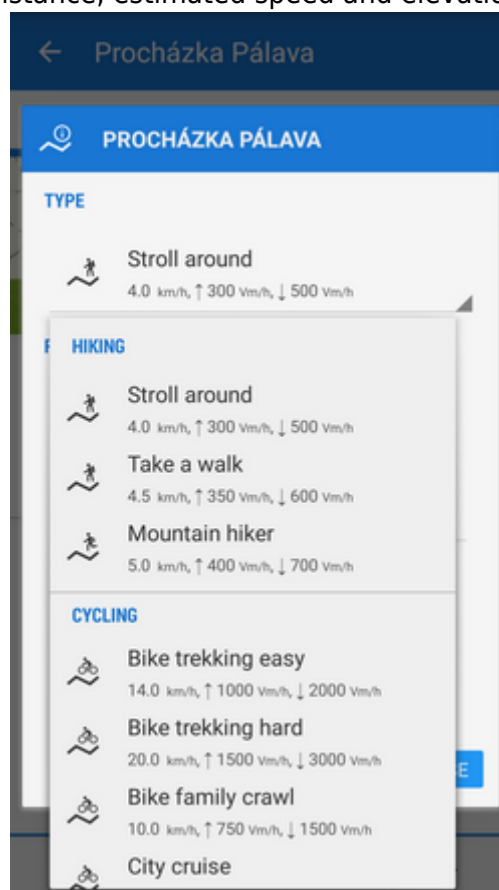 distance, estimated speed and elevation
Procházka Pálava
PROCHÁZKA PÁLAVA
TYPE
Stroll around
4.0 km/h, ↑ 300 Vm/h, ↓ 500 Vm/h
HIKING
Stroll around
4.0 km/h, ↑ 300 Vm/h, ↓ 500 Vm/h
Take a walk
4.5 km/h, ↑ 350 Vm/h, ↓ 600 Vm/h
Mountain hiker
5.0 km/h, ↑ 400 Vm/h, ↓ 700 Vm/h
CYCLING
Bike trekking easy
14.0 km/h, ↑ 1000 Vm/h, ↓ 2000 Vm/h
Bike trekking hard
20.0 km/h, ↑ 1500 Vm/h, ↓ 3000 Vm/h
E
Bike family crawl
10.0 km/h, ↑ 750 Vm/h, ↓ 1500 Vm/h
City cruise